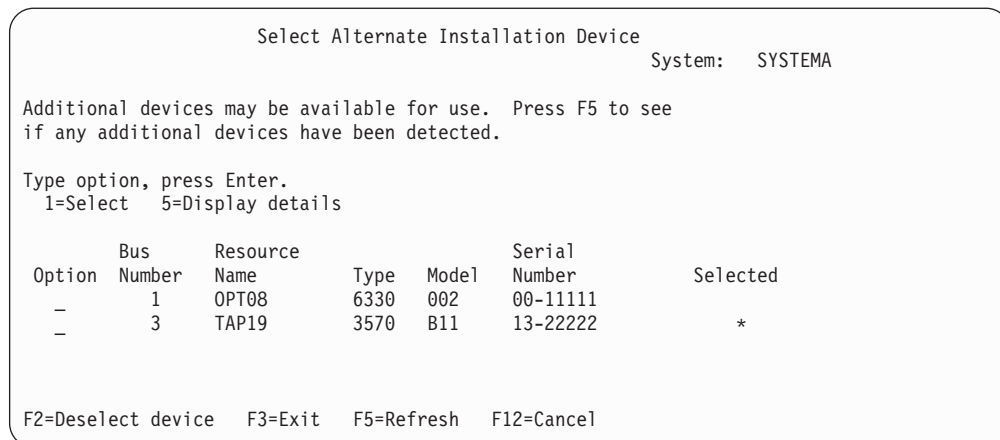 Select Alternate Installation Device
System: SYSTEMA
Additional devices may be available for use. Press F5 to see
if any additional devices have been detected.
Type option, press Enter.
1=Select 5=Display details
Bus Resource Serial
Option Number Name Type Model Number Selected
_ 1 OPT08 6330 002 00-11111
_ 3 TAP19 3570 B11 13-22222 *
F2=Deselect device F3=Exit F5=Refresh F12=Cancel